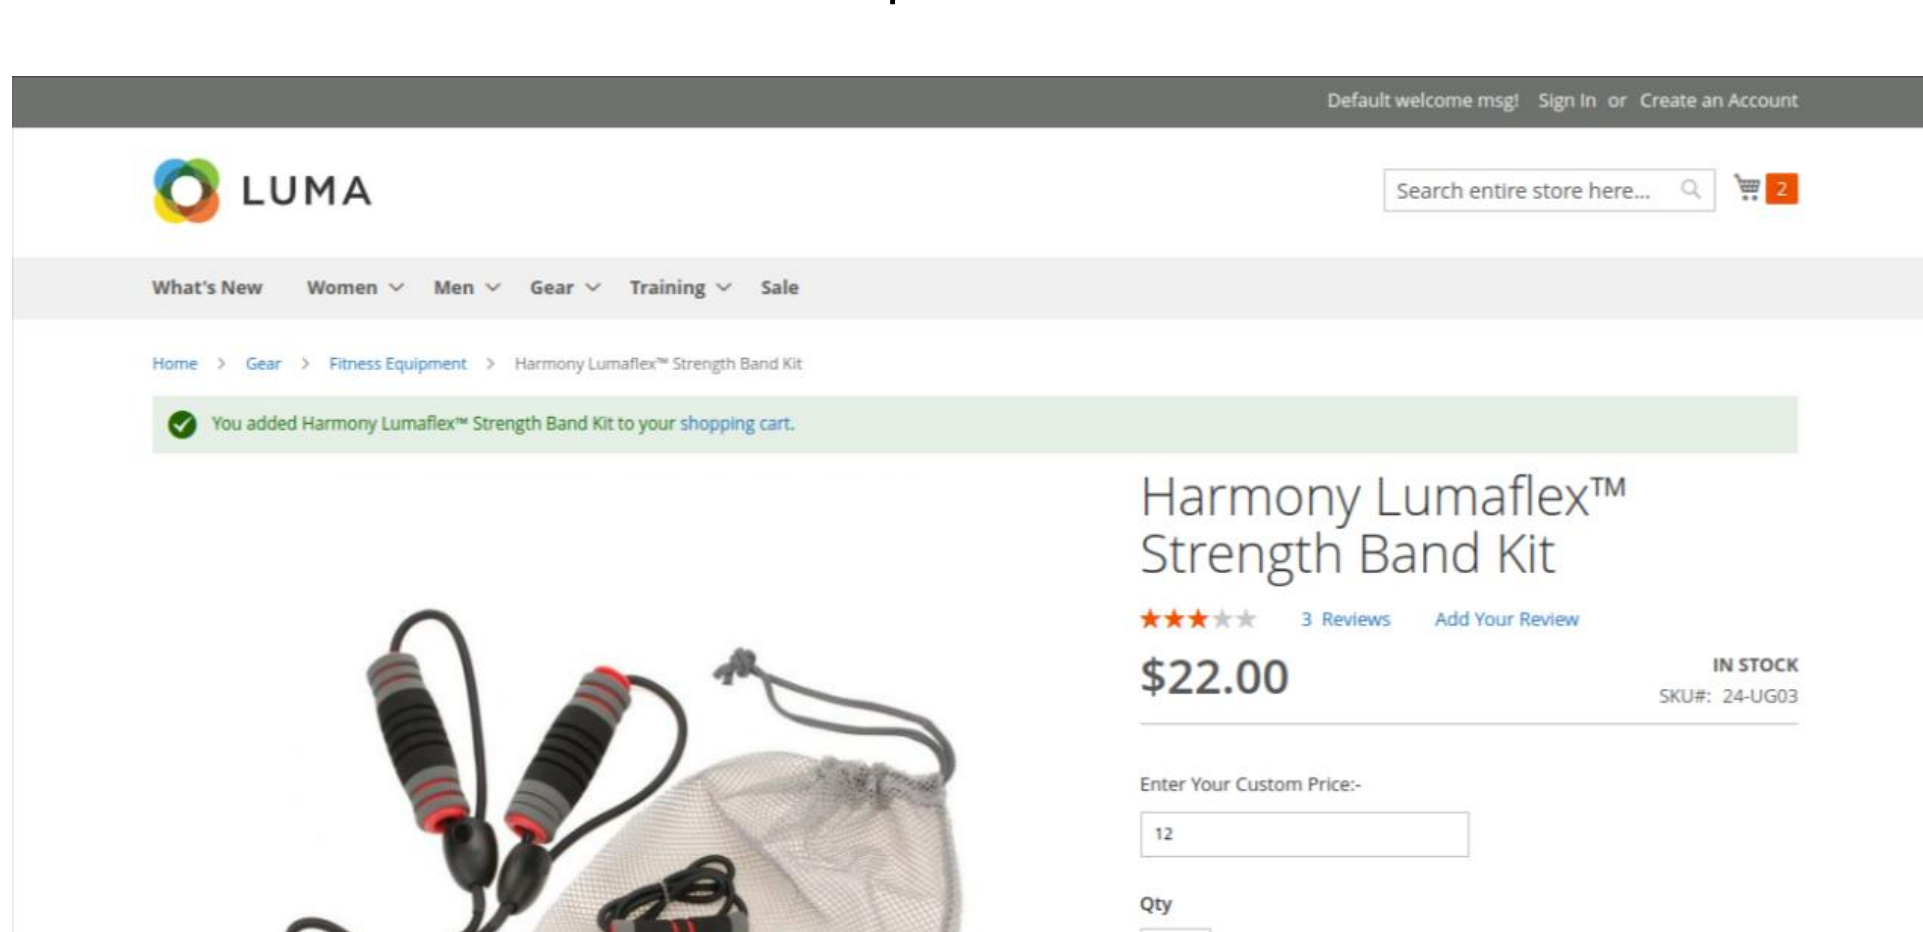 Default welcome msg! Sign In or Create an Account
LUMA
Search entire store here...
2
What's New Women Men Gear Training Sale
Home > Gear > Fitness Equipment > Harmony Lumaflex™ Strength Band Kit
You added Harmony Lumaflex™ Strength Band Kit to your shopping cart.
Harmony Lumaflex™
Strength Band Kit
3 Reviews Add Your Review
$22.00
IN STOCK
SKU#: 24-UG03
Enter Your Custom Price:-
12
Qty